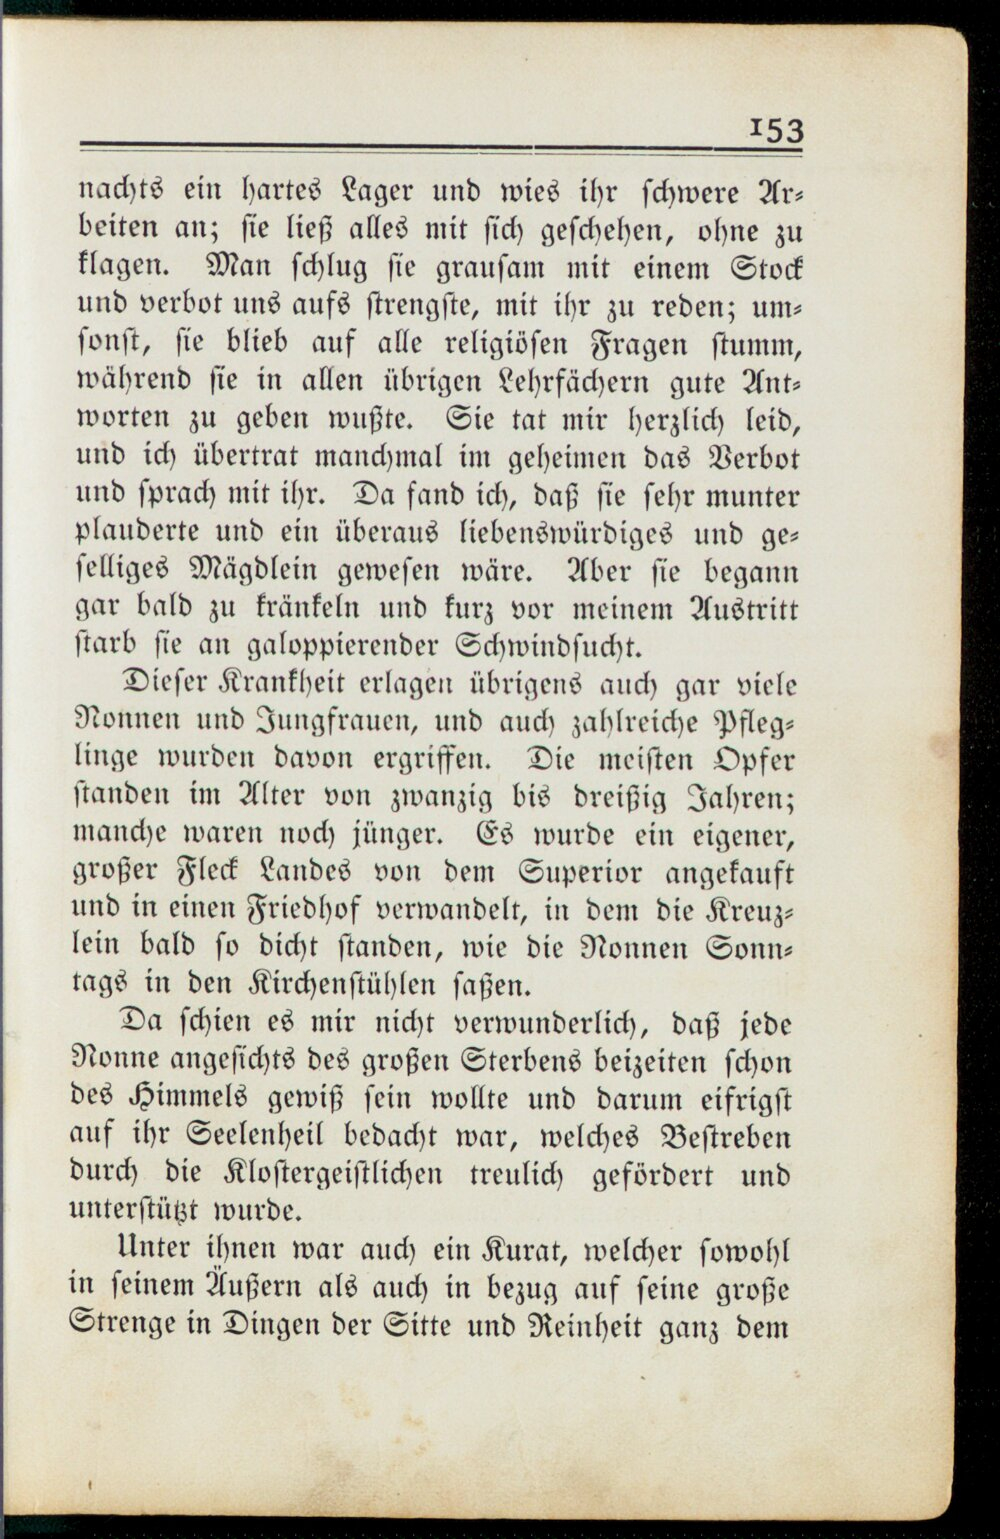 153
nachts ein hartes Lager und wies ihr schwere Ar-
beiten an; sie ließ alles mit sich geschehen, ohne zu
klagen. Man schlug sie grausam mit einem Stock
und verbot uns aufs strengste, mit ihr zu reden; um-
sonst, sie blieb auf alle religiösen Fragen stumm,
während sie in allen übrigen Lehrfächern gute Ant-
worten zu geben wußte. Sie tat mir herzlich leid,
und ich übertrat manchmal im geheimen das Verbot
und sprach mit ihr. Da fand ich, daß sie sehr munter
plauderte und ein überaus liebenswürdiges und ge-
selliges Mägdlein gewesen wäre. Aber sie begann
gar bald zu kränkeln und kurz vor meinem Austritt
starb sie an galoppierender Schwindsucht.
Dieser Krankheit erlagen übrigens auch gar viele
Nonnen und Jungfrauen, und auch zahlreiche Pfleg-
linge wurden davon ergriffen. Die meisten Opfer
standen im Alter von zwanzig bis dreißig Jahren;
manche waren noch jünger. Es wurde ein eigener,
großer Fleck Landes von dem Superior angekauft
und in einen Friedhof verwandelt, in dem die Kreuz-
lein bald so dicht standen, wie die Nonnen Sonn-
tags in den Kirchenstühlen saßen.
Da schien es mir nicht verwunderlich, daß jede
Nonne angesichts des großen Sterbens beizeiten schon
des Himmels gewiß sein wollte und darum eifrigst
auf ihr Seelenheil bedacht war, welches Bestreben
durch die Klostergeistlichen treulich gefördert und
unterstützt wurde.
Unter ihnen war auch ein Kurat, welcher sowohl
in seinem Äußern als auch in bezug auf seine große
Strenge in Dingen der Sitte und Reinheit ganz dem